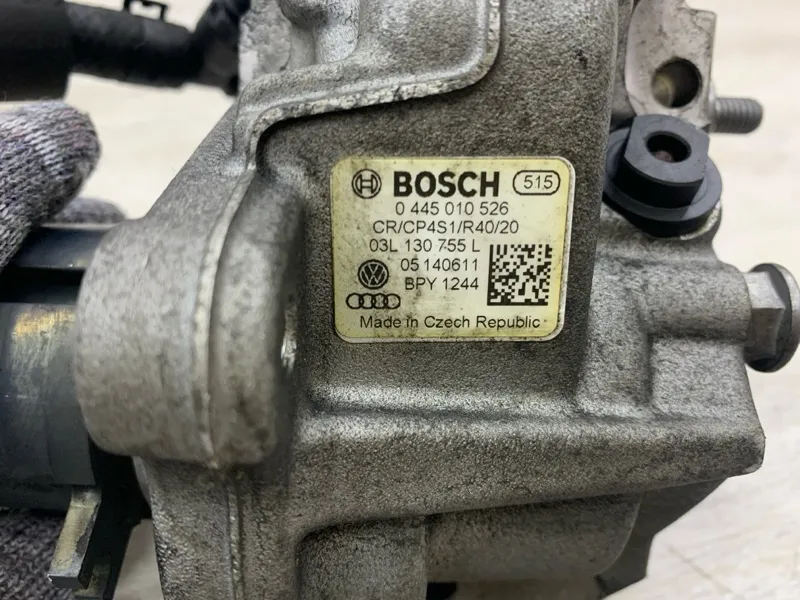 BOSCH 515
0 445 010 526
CR/CP4S1/R40/20
03L 130 755 L
05 140611
BPY 1244
Made in Czech Republic